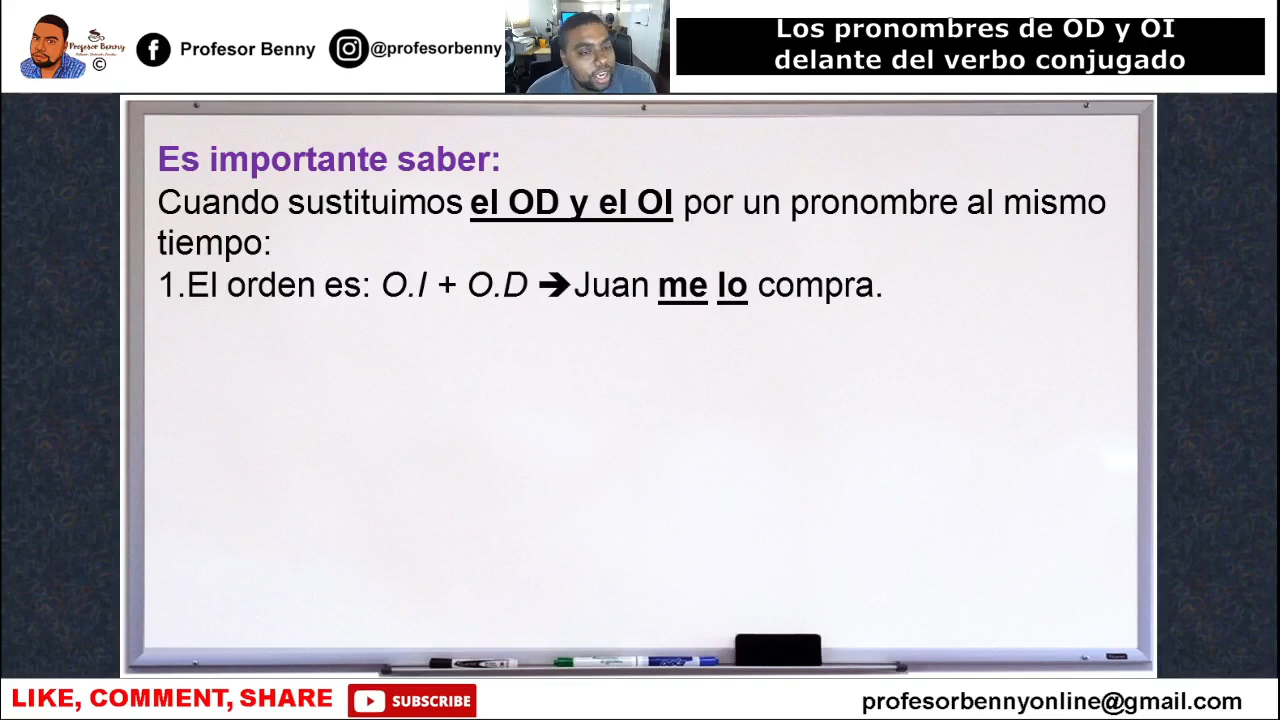 Profesor Benny
©
Profesor Benny
@profesorbenny
Los pronombres de OD y OI
delante del verbo conjugado
Es importante saber:
Cuando sustituimos el OD y el OI por un pronombre al mismo
tiempo:
1.El orden es: O.I + O.D ➔Juan me lo compra.
LIKE, COMMENT, SHARE
SUBSCRIBE
profesorbennyonline@gmail.com